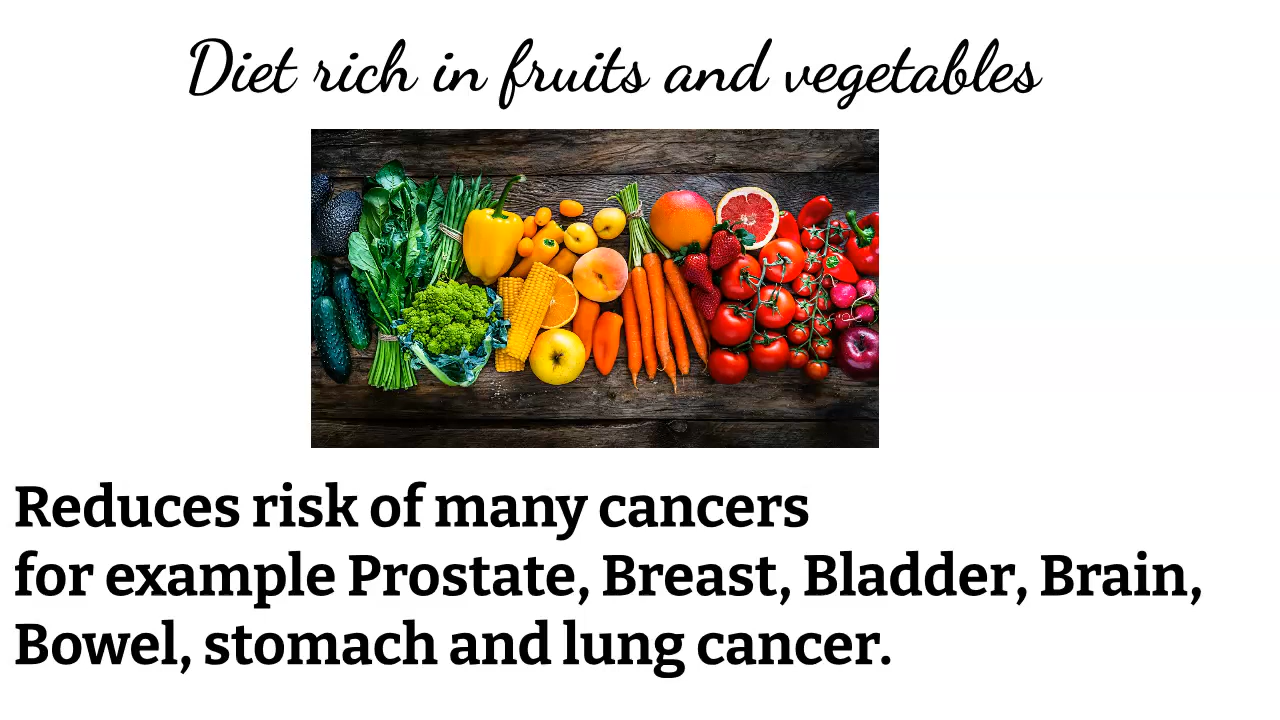 Diet rich in fruits and vegetables
Reduces risk of many cancers
for example Prostate, Breast, Bladder, Brain,
Bowel, stomach and lung cancer.